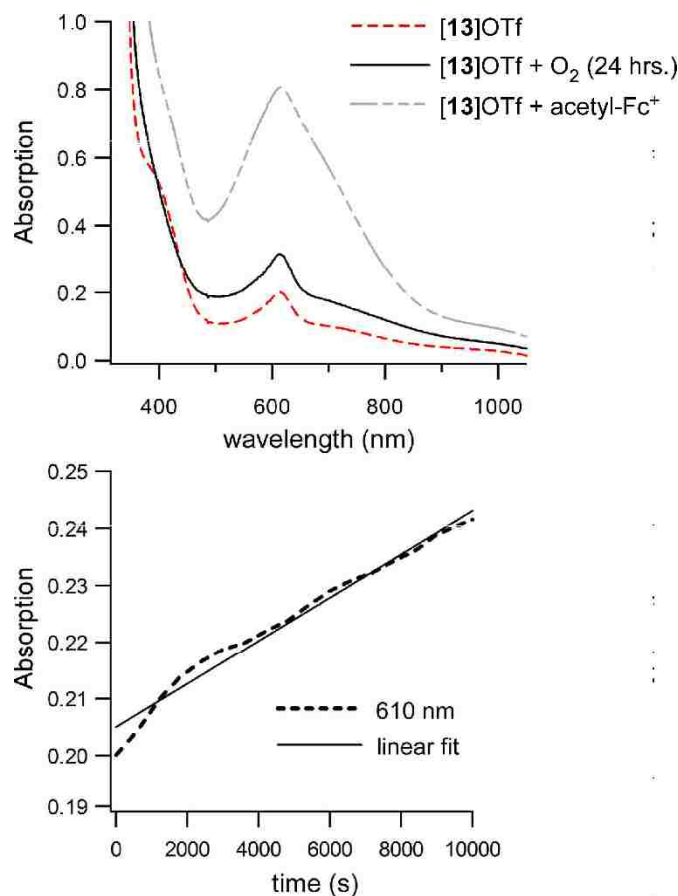 [13]OTf
[13]OTf + O₂ (24 hrs.)
[13]OTf + acetyl-Fc⁺
1.0
0.8
0.6
0.4
0.2
0.0
Absorption
400
600
800
1000
wavelength (nm)
0.25
0.24
0.23
0.22
0.21
0.20
0.19
Absorption
610 nm
linear fit
0
2000
4000
6000
8000
10000
time (s)